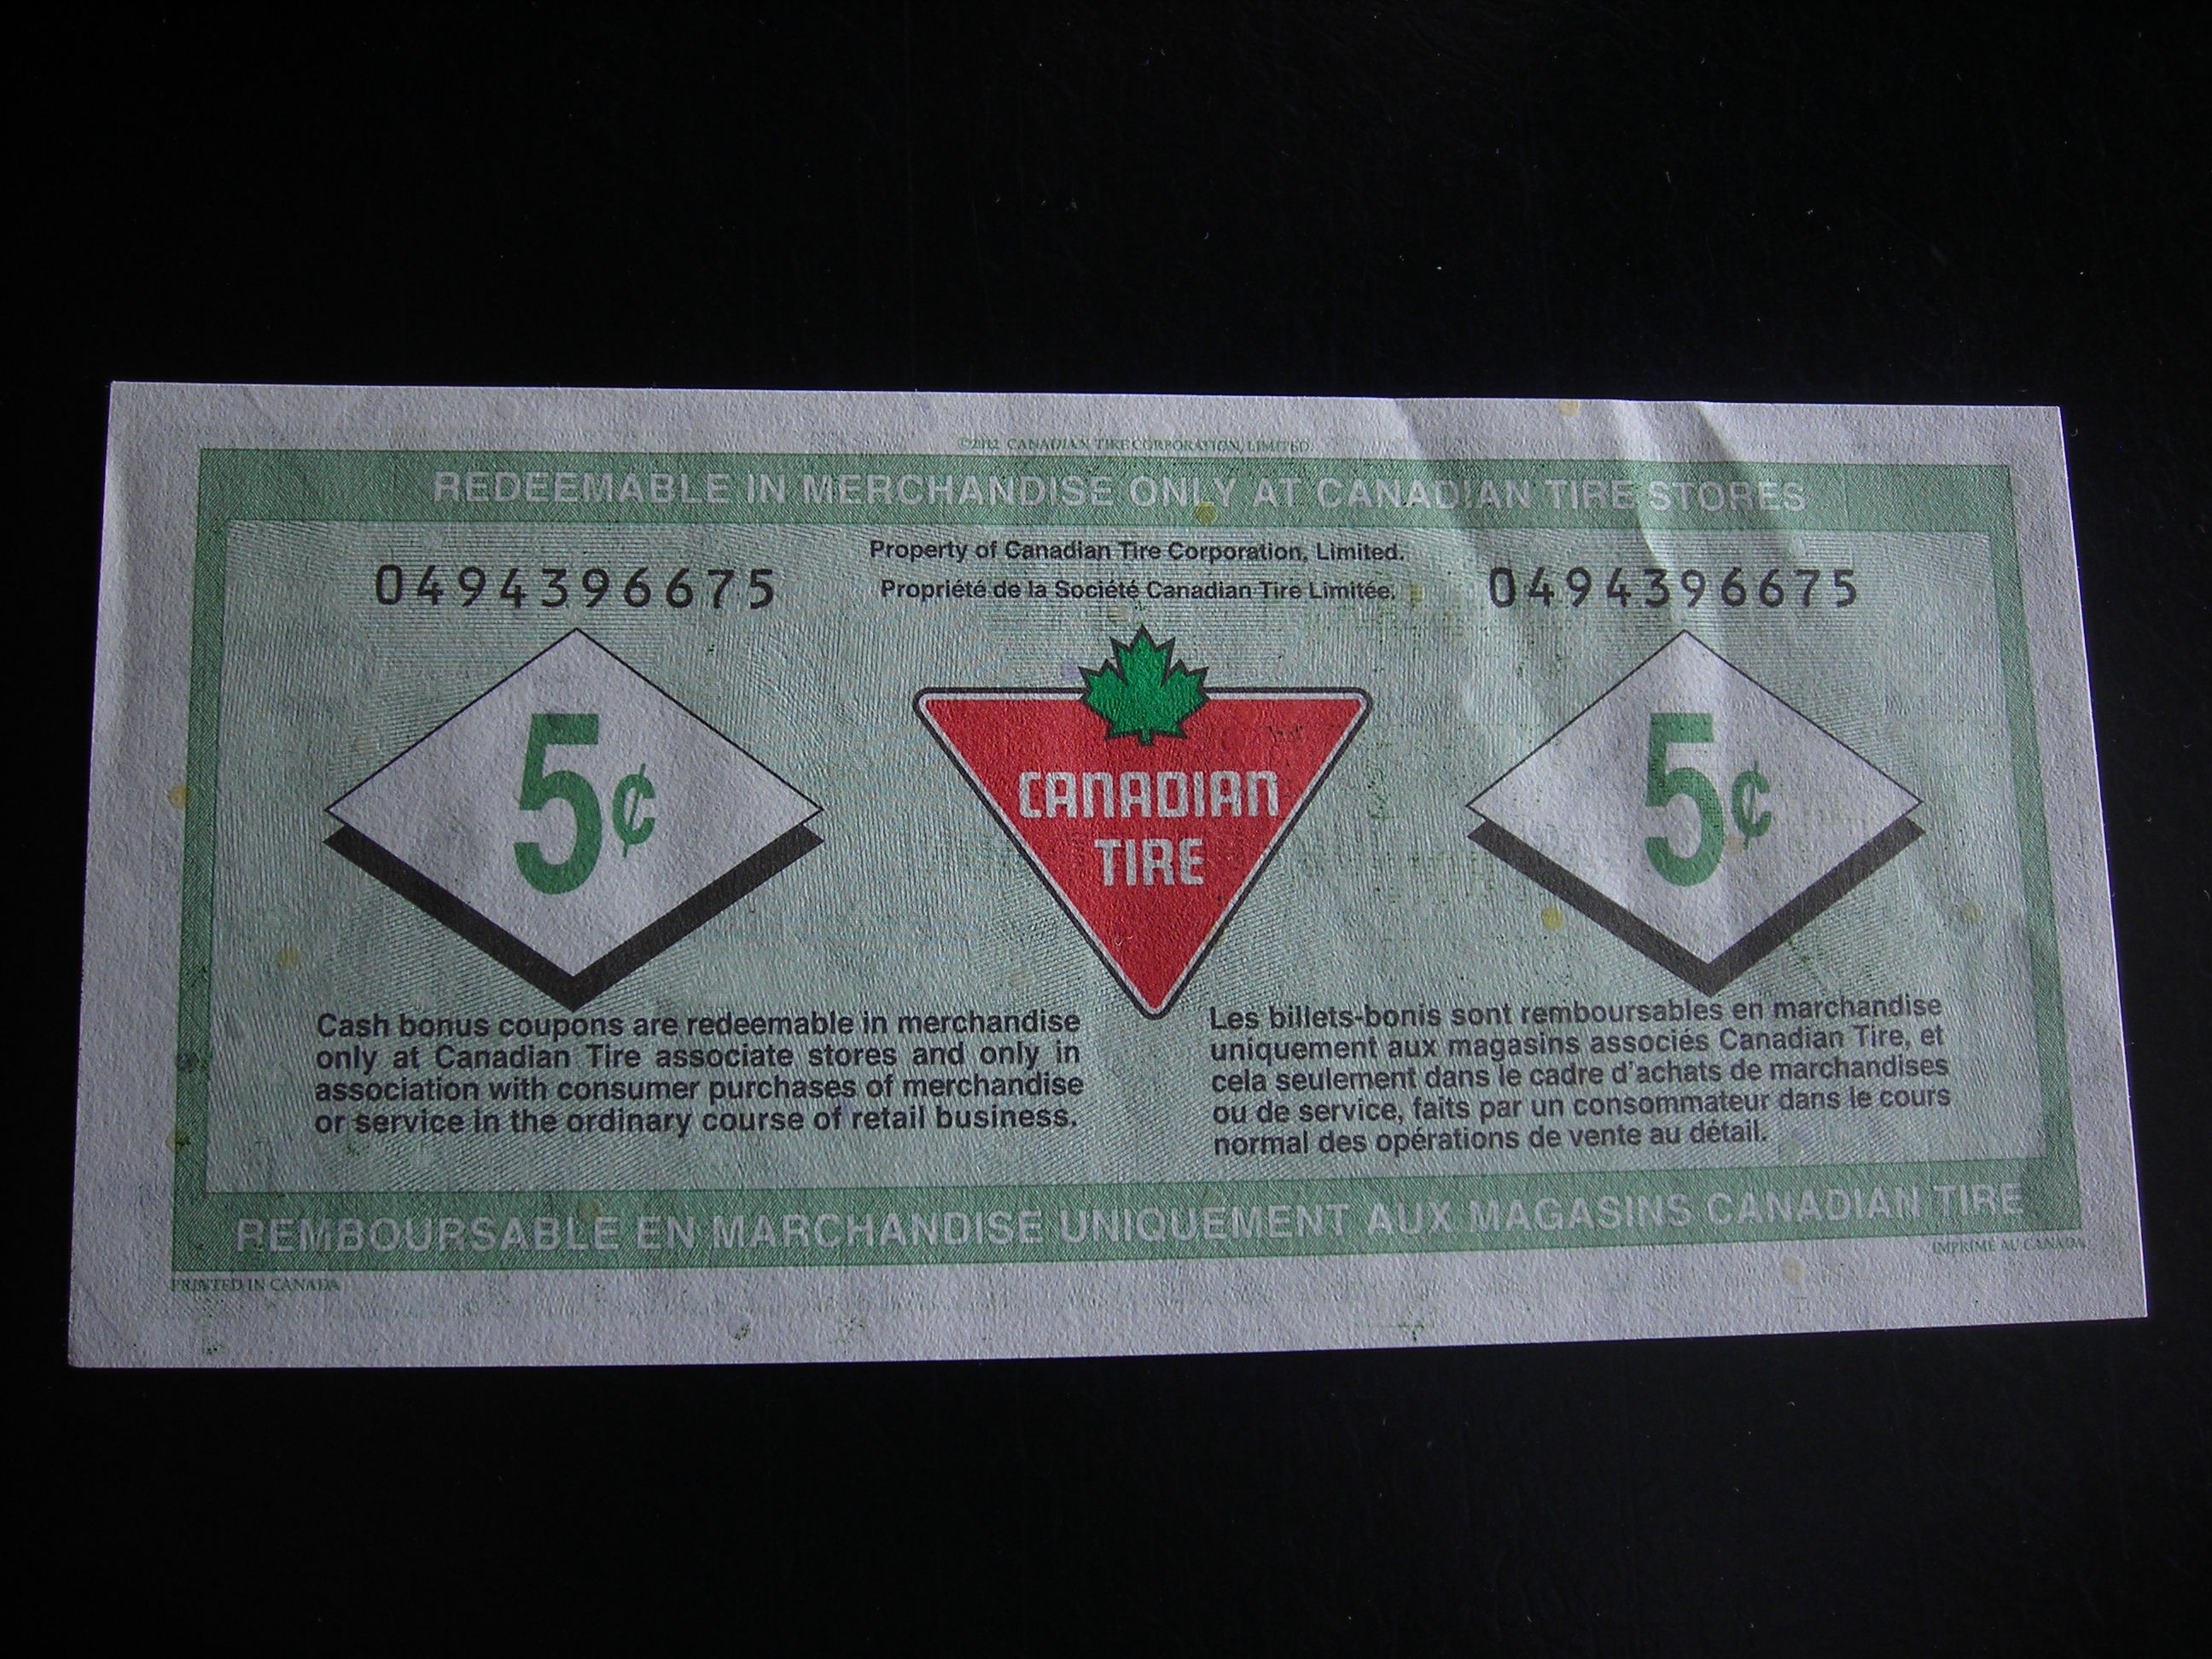 ©2012 CANADIAN TIRE CORPORATION, LIMITED
REDEEMABLE IN MERCHANDISE ONLY AT CANADIAN TIRE STORES
Property of Canadian Tire Corporation, Limited.
Propriété de la Société Canadian Tire Limitée.
0494396675
0494396675
5¢
CANADIAN
TIRE
5¢
Cash bonus coupons are redeemable in merchandise
only at Canadian Tire associate stores and only in
association with consumer purchases of merchandise
or service in the ordinary course of retail business.
Les billets-bonis sont remboursables en marchandise
uniquement aux magasins associés Canadian Tire, et
cela seulement dans le cadre d'achats de marchandises
ou de service, faits par un consommateur dans le cours
normal des opérations de vente au détail.
REMBOURSABLE EN MARCHANDISE UNIQUEMENT AUX MAGASINS CANADIAN TIRE
PRINTED IN CANADA
IMPRIMÉ AU CANADA